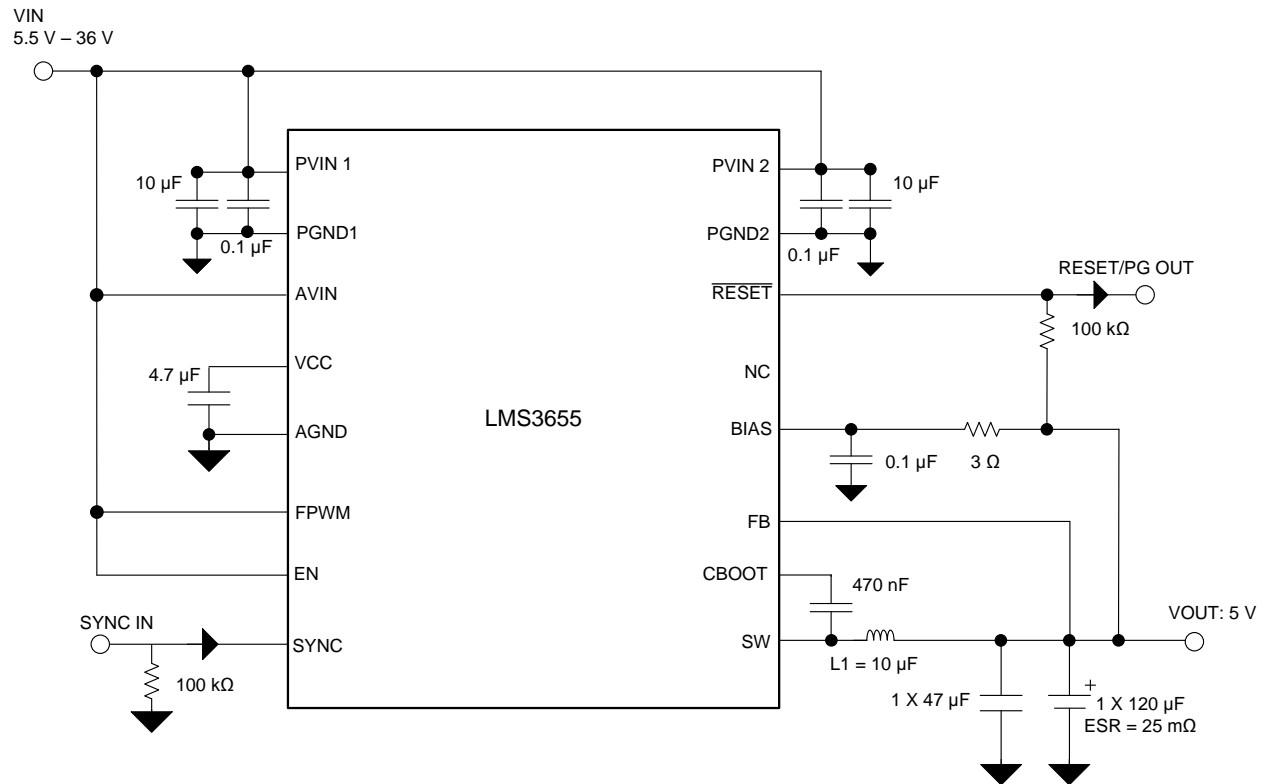 VIN
5.5 V – 36 V
PVIN 1
PVIN 2
10 µF
10 µF
PGND1
PGND2
0.1 µF
0.1 µF
RESET/PG OUT
AVIN
RESET
100 kΩ
VCC
NC
4.7 µF
LMS3655
AGND
BIAS
0.1 µF
3 Ω
FPWM
FB
EN
CBOOT
470 nF
VOUT: 5 V
SYNC IN
SYNC
SW
L1 = 10 µF
100 kΩ
1 X 47 µF
+
1 X 120 µF
ESR = 25 mΩ